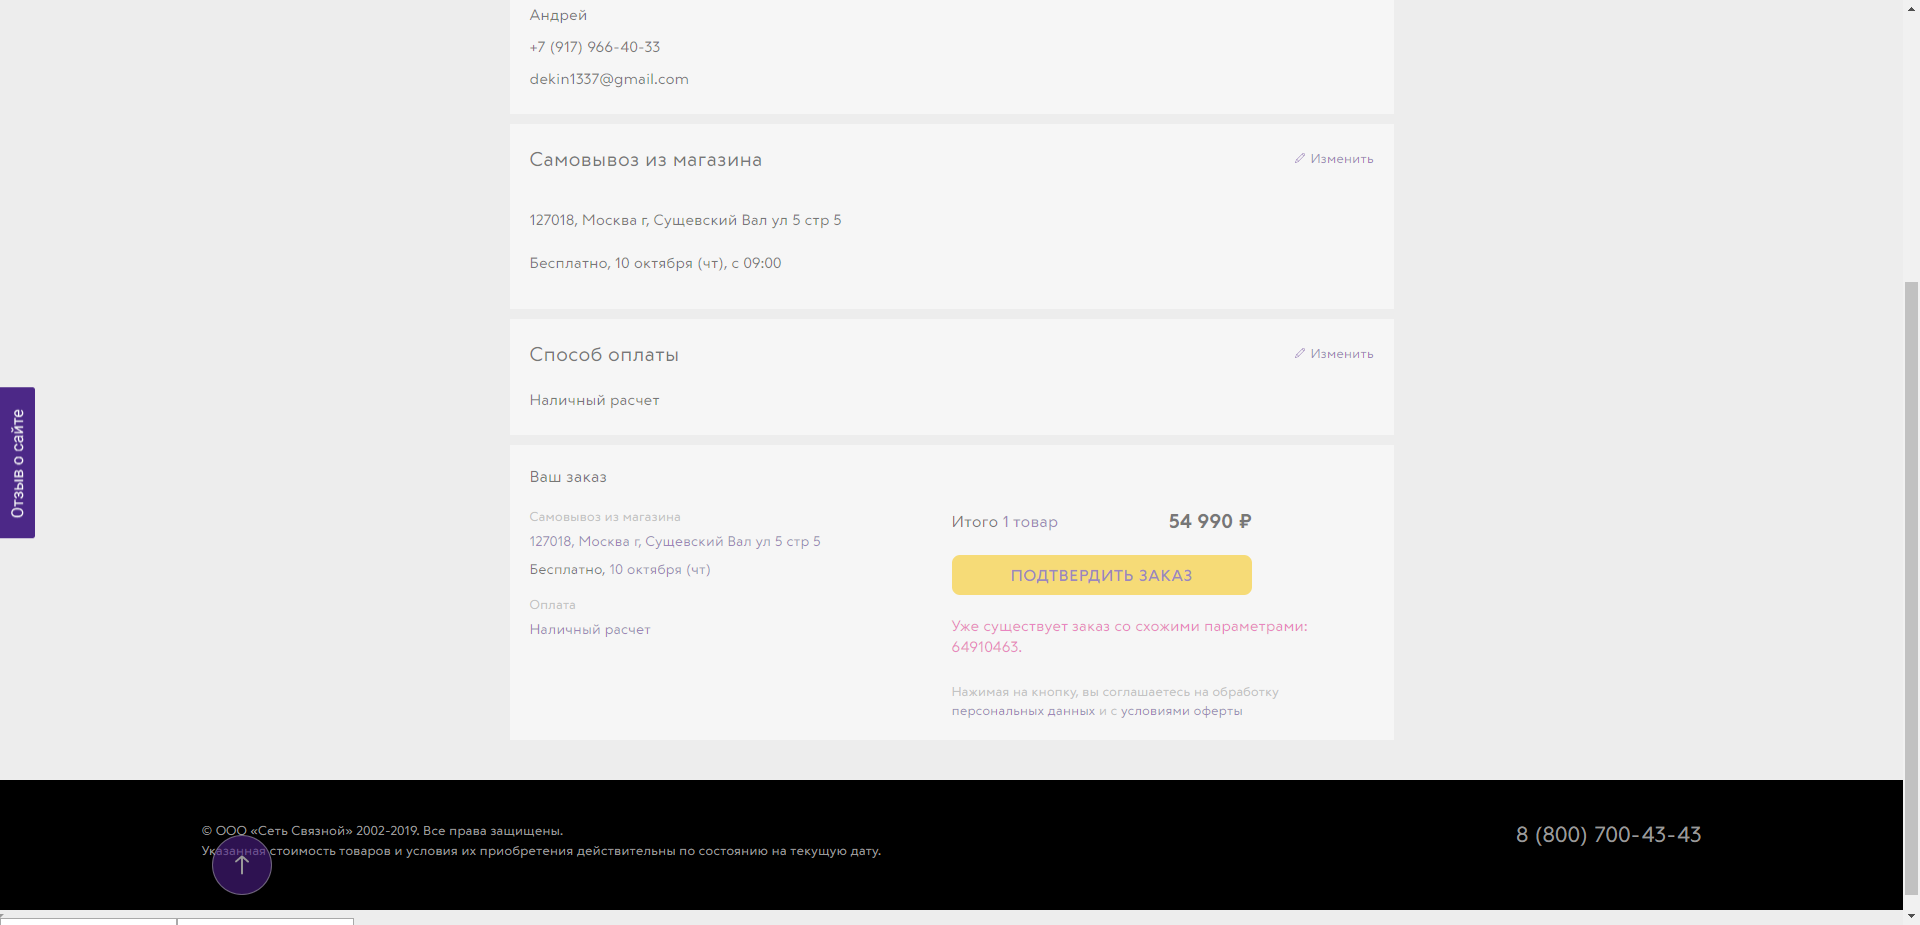 Андрей
+7 (917) 966-40-33
dekin1337@gmail.com
Самовывоз из магазина
Изменить
127018, Москва г, Сущевский Вал ул 5 стр 5
Бесплатно, 10 октября (чт), с 09:00
Способ оплаты
Изменить
Наличный расчет
Отзыв о сайте
Ваш заказ
Самовывоз из магазина
127018, Москва г, Сущевский Вал ул 5 стр 5
Бесплатно, 10 октября (чт)
Оплата
Наличный расчет
Итого 1 товар
54 990 ₽
ПОДТВЕРДИТЬ ЗАКАЗ
Уже существует заказ со схожими параметрами:
64910463.
Нажимая на кнопку, вы соглашаетесь на обработку
персональных данных и с условиями оферты
© ООО «Сеть Связной» 2002-2019. Все права защищены.
Указанная стоимость товаров и условия их приобретения действительны по состоянию на текущую дату.
8 (800) 700-43-43